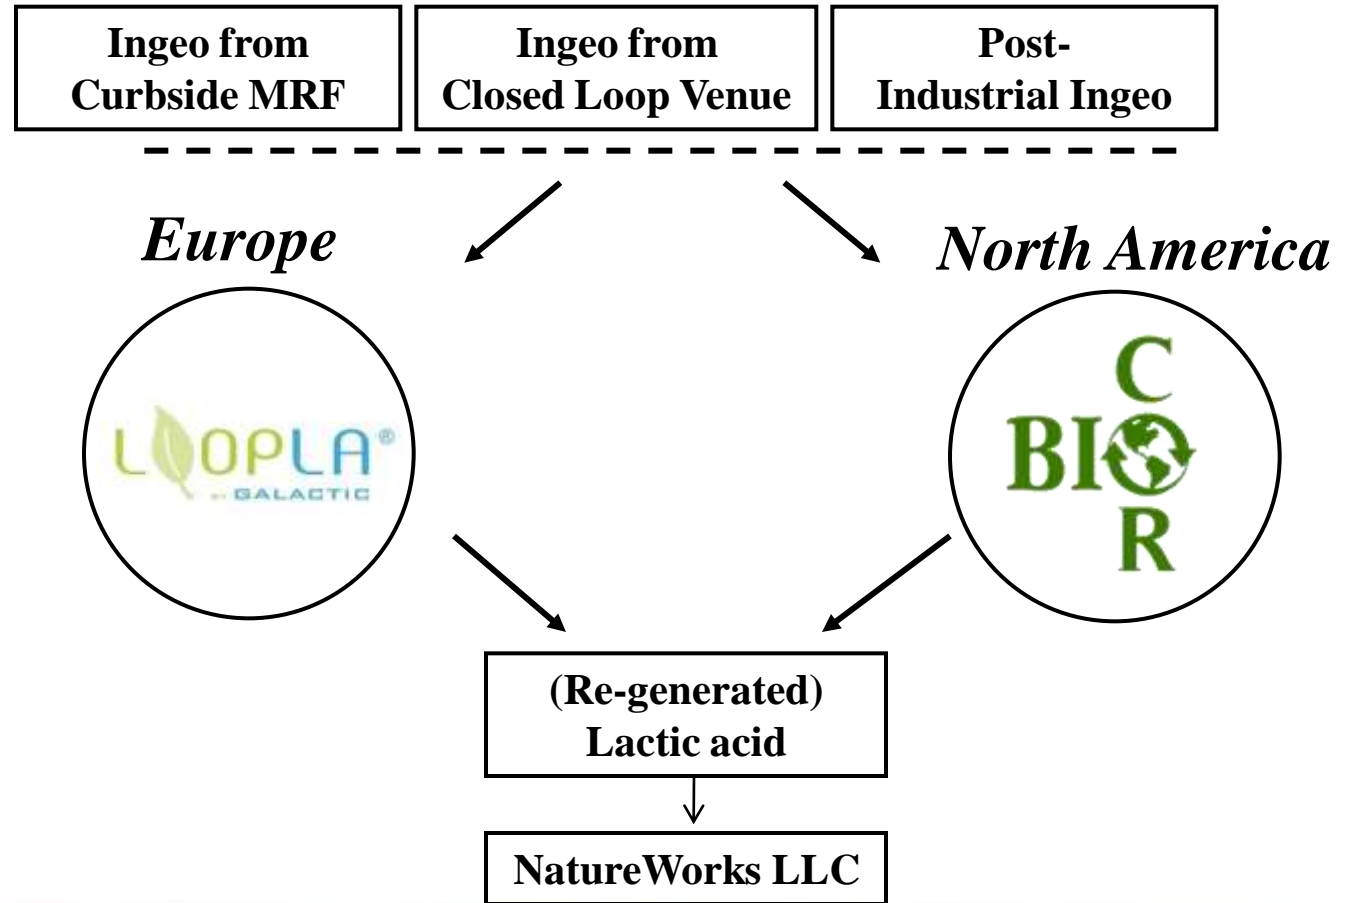 Ingeo from
Curbside MRF
Ingeo from
Closed Loop Venue
Post-
Industrial Ingeo
Europe
North America
LOOPLA®
BY GALACTIC
C
BIO
R
(Re-generated)
Lactic acid
NatureWorks LLC